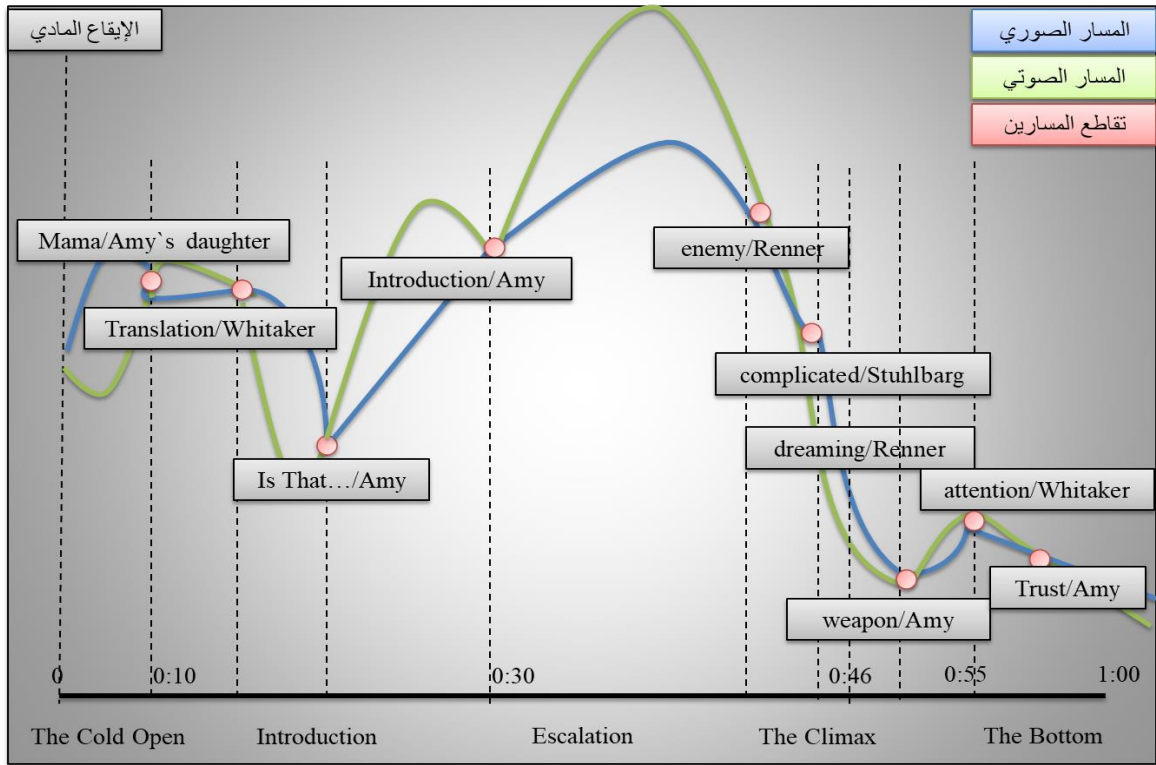 الإيقاع المادي
المسار الصوري
المسار الصوتي
تقاطع المسارين
Mama/Amy`s daughter
Translation/Whitaker
Is That…/Amy
Introduction/Amy
enemy/Renner
complicated/Stuhlbarg
dreaming/Renner
attention/Whitaker
weapon/Amy
Trust/Amy
0
0:10
0:30
0:46
0:55
1:00
The Cold Open
Introduction
Escalation
The Climax
The Bottom